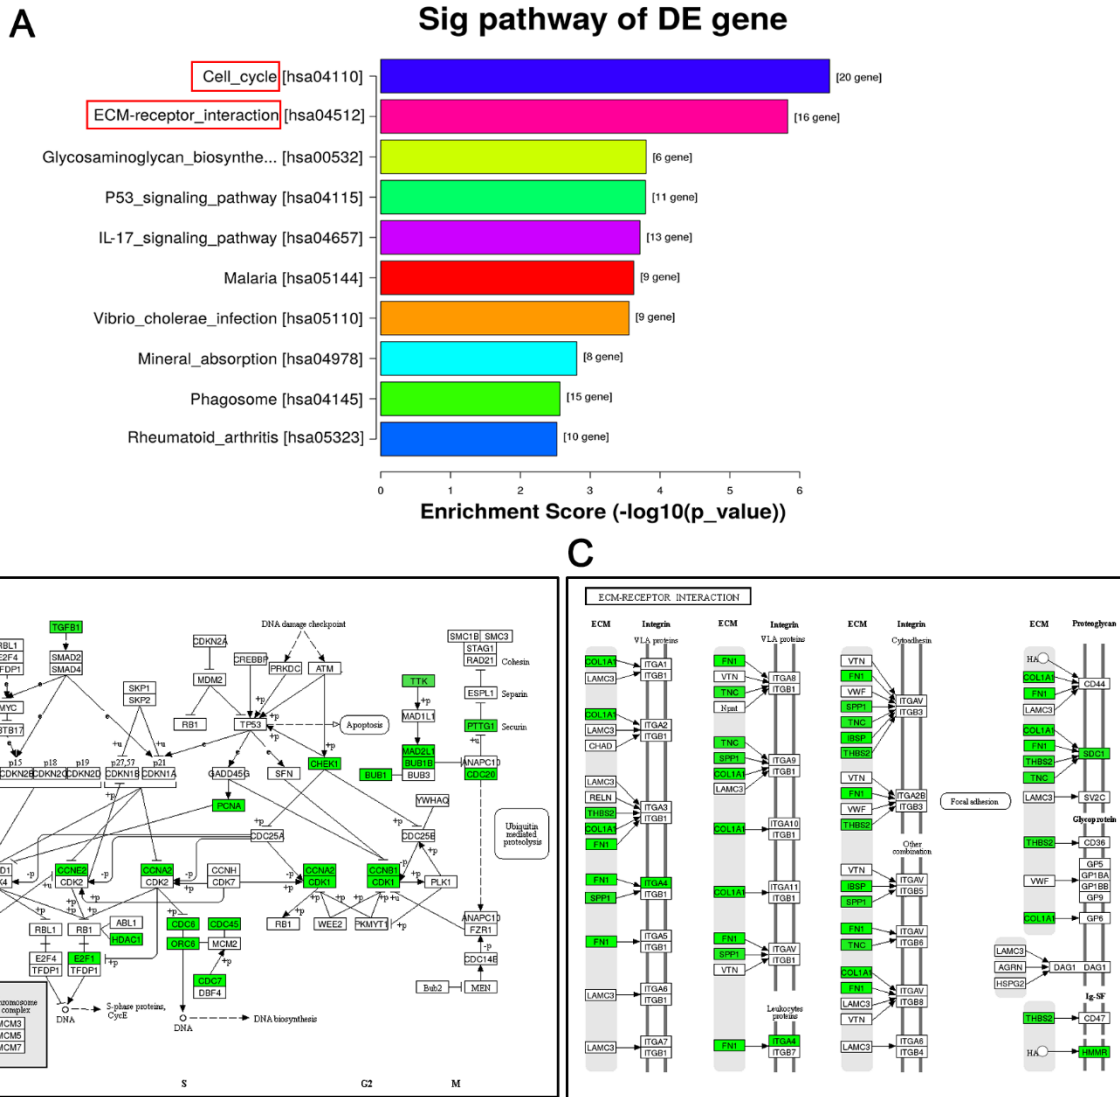 A
Sig pathway of DE gene
Cell_cycle [hsa04110]
[20 gene]
ECM-receptor_interaction [hsa04512]
[16 gene]
Glycosaminoglycan_biosynthe... [hsa00532]
[6 gene]
P53_signaling_pathway [hsa04115]
[11 gene]
IL-17_signaling_pathway [hsa04657]
[13 gene]
Malaria [hsa05144]
[9 gene]
Vibrio_cholerae_infection [hsa05110]
[9 gene]
Mineral_absorption [hsa04978]
[8 gene]
Phagosome [hsa04145]
[15 gene]
Rheumatoid_arthritis [hsa05323]
[10 gene]
0 1 2 3 4 5 6
Enrichment Score (-log10(p_value))
TGFB1
SMAD2
SMAD4
SKP1
SKP2
CDKN2A
MDM2
RB1
CREBBP
DNA damage checkpoint
PRKDC
ATM
TP53
Apoptosis
SMC1B SMC3
STAG1
RAD21
Cohesin
ESPL1
Separin
PTTG1
Securin
TTK
MAD1L1
MAD2L1
BUB1B
BUB3
BUB1
ANAPC10
CDC20
p15 p18 p19 p27,57 p21
CDKN2B CDKN2C CDKN2D CDKN1B CDKN1A
GADD45G
SFN
CHEK1
PCNA
YWHAQ
CDC25A
CDC25B
Ubiquitin
mediated
proteolysis
CCNE2
CDK2
CCNA2
CDK2
CCNH
CDK7
CCNA2
CDK1
CCNB1
CDK1
PLK1
RBL1
RB1
ABL1
HDAC1
CDC6
CDC45
ORC6
MCM2
RB1
WEE2
PKMYT1
ANAPC10
FZR1
CDC14B
E2F4
TFDP1
E2F1
TFDP1
CDC7
DBF4
Bub2
MEN
DNA
S-phase proteins,
CycE
DNA
DNA biosynthesis
MCM3
MCM5
MCM7
S
G2
M
C
ECM-RECEPTOR INTERACTION
ECM
Integrin
VLA proteins
COL1A1
LAMC3
ITGA1
ITGB1
COL1A1
LAMC3
CHAD
ITGA2
ITGB1
LAMC3
RELN
THBS2
COL1A1
FN1
ITGA3
ITGB1
FN1
SPP1
ITGA4
ITGB1
FN1
ITGA5
ITGB1
LAMC3
ITGA6
ITGB1
LAMC3
ITGA7
ITGB1
ECM
Integrin
VLA proteins
FN1
VTN
TNC
Npnt
ITGA8
ITGB1
TNC
SPP1
COL1A1
LAMC3
ITGA9
ITGB1
COL1A1
ITGA10
ITGB1
COL1A1
ITGA11
ITGB1
FN1
SPP1
VTN
ITGAV
ITGB1
Leukocytes
proteins
FN1
ITGA4
ITGB7
ECM
Integrin
Cytoadhesin
VTN
FN1
VWF
SPP1
TNC
IBSP
THBS2
ITGAV
ITGB3
VTN
FN1
VWF
THBS2
ITGA2B
ITGB3
Other
combination
VTN
IBSP
SPP1
ITGAV
ITGB5
FN1
TNC
ITGAV
ITGB6
COL1A1
FN1
LAMC3
VTN
ITGAV
ITGB8
LAMC3
ITGA6
ITGB4
Focal adhesion
ECM
Proteoglycan
HA
COL1A1
FN1
LAMC3
CD44
COL1A1
FN1
THBS2
TNC
SDC1
LAMC3
SV2C
Glycoprotein
THBS2
CD36
VWF
GP5
GP1BA
GP1BB
GP9
COL1A1
GP6
LAMC3
AGRN
HSPG2
DAG1
DAG1
Ig-SF
THBS2
CD47
HA
HMMR